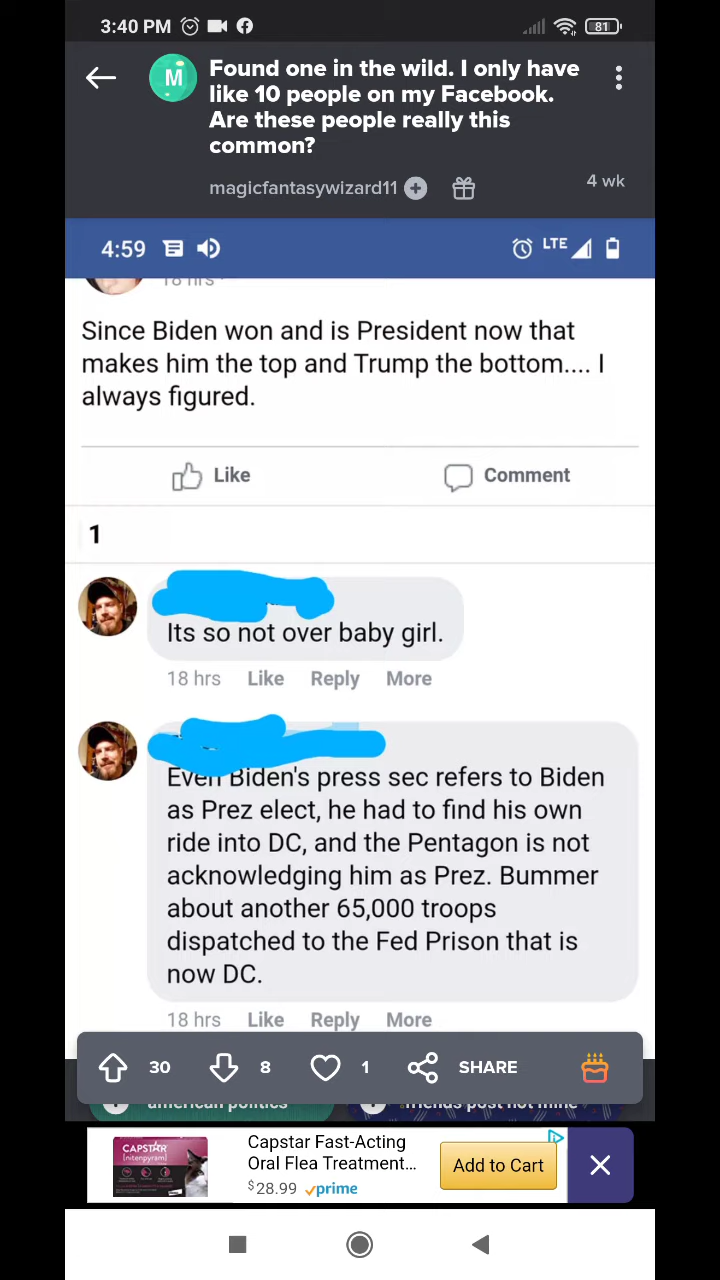 3:40 PM
81
M
Found one in the wild. I only have
like 10 people on my Facebook.
Are these people really this
common?
magicfantasywizard11
4 wk
4:59
LTE
18 hrs
Since Biden won and is President now that
makes him the top and Trump the bottom.... I
always figured.
Like
Comment
1
Its so not over baby girl.
18 hrs Like Reply More
Even Biden's press sec refers to Biden
as Prez elect, he had to find his own
ride into DC, and the Pentagon is not
acknowledging him as Prez. Bummer
about another 65,000 troops
dispatched to the Fed Prison that is
now DC.
18 hrs Like Reply More
30
8
1
SHARE
american politics
friends post not mine
CAPSTAR
(nitenpyram)
Capstar Fast-Acting
Oral Flea Treatment...
$28.99 prime
Add to Cart